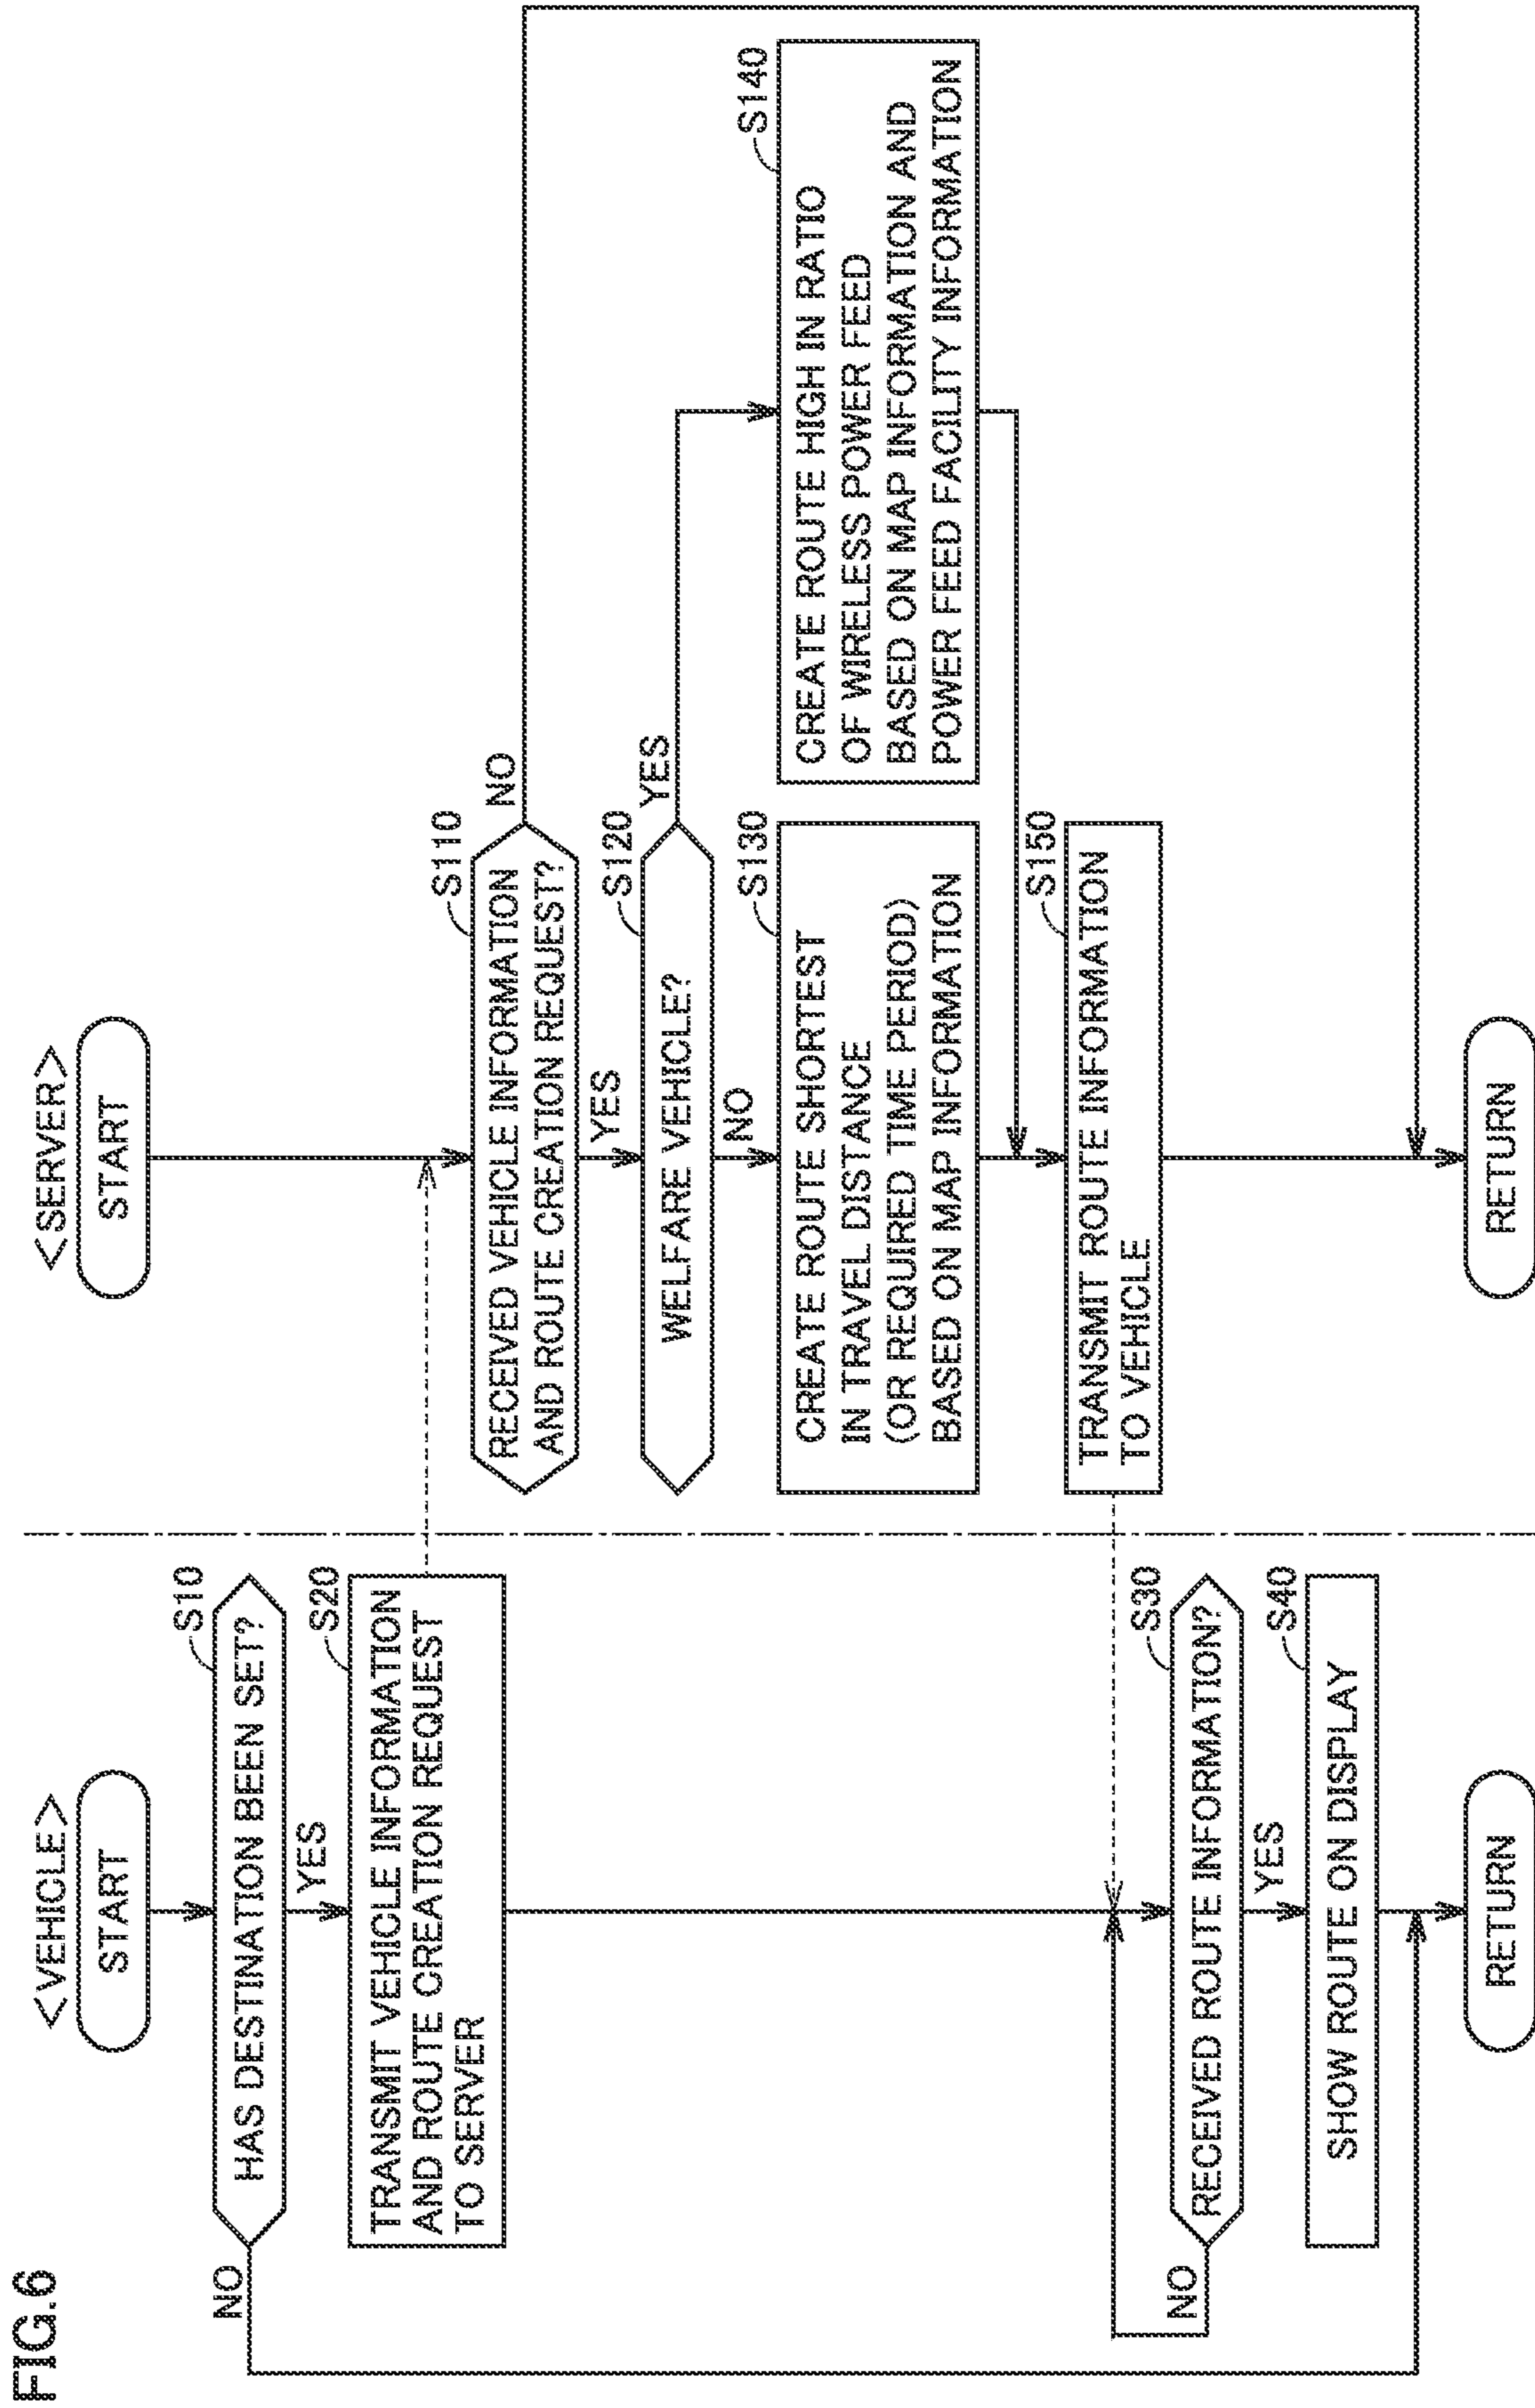 FIG.6
<VEHICLE>
START
S10
HAS DESTINATION BEEN SET?
NO
YES
S20
TRANSMIT VEHICLE INFORMATION
AND ROUTE CREATION REQUEST
TO SERVER
S30
RECEIVED ROUTE INFORMATION?
NO
YES
S40
SHOW ROUTE ON DISPLAY
RETURN
<SERVER>
START
S110
RECEIVED VEHICLE INFORMATION
AND ROUTE CREATION REQUEST?
NO
YES
S120
WELFARE VEHICLE?
YES
NO
S130
CREATE ROUTE SHORTEST
IN TRAVEL DISTANCE
(OR REQUIRED TIME PERIOD)
BASED ON MAP INFORMATION
S140
CREATE ROUTE HIGH IN RATIO
OF WIRELESS POWER FEED
BASED ON MAP INFORMATION AND
POWER FEED FACILITY INFORMATION
S150
TRANSMIT ROUTE INFORMATION
TO VEHICLE
RETURN